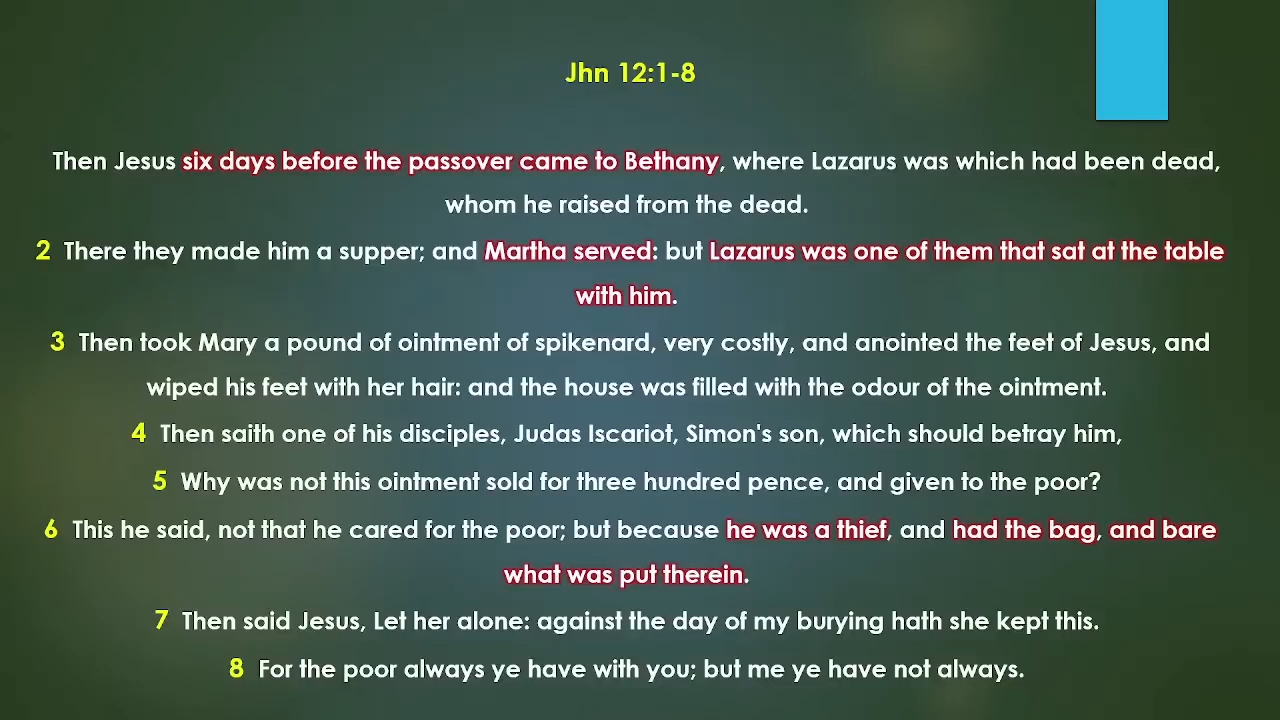 Jhn 12:1-8
Then Jesus six days before the passover came to Bethany, where Lazarus was which had been dead,
whom he raised from the dead.
2 There they made him a supper; and Martha served: but Lazarus was one of them that sat at the table
with him.
3 Then took Mary a pound of ointment of spikenard, very costly, and anointed the feet of Jesus, and
wiped his feet with her hair: and the house was filled with the odour of the ointment.
4 Then saith one of his disciples, Judas Iscariot, Simon's son, which should betray him,
5 Why was not this ointment sold for three hundred pence, and given to the poor?
6 This he said, not that he cared for the poor; but because he was a thief, and had the bag, and bare
what was put therein.
7 Then said Jesus, Let her alone: against the day of my burying hath she kept this.
8 For the poor always ye have with you; but me ye have not always.